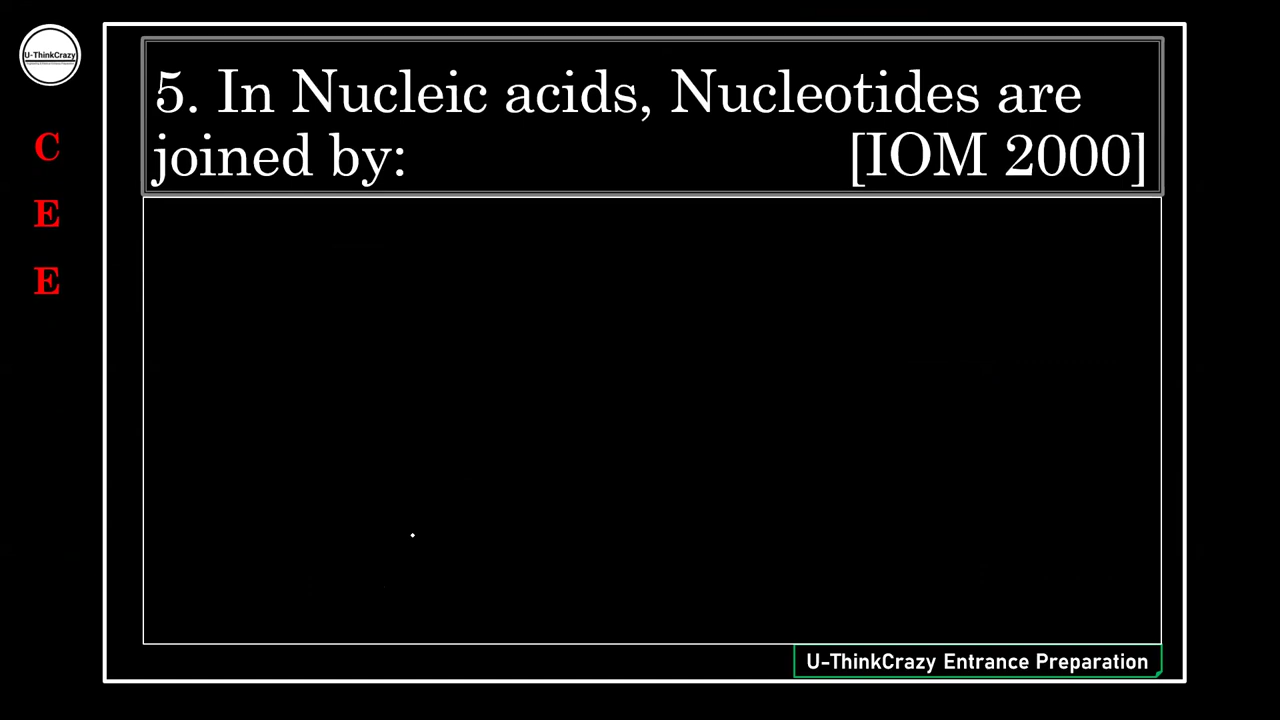 U-ThinkCrazy
5. In Nucleic acids, Nucleotides are
joined by: [IOM 2000]
C
E
E
U-ThinkCrazy Entrance Preparation